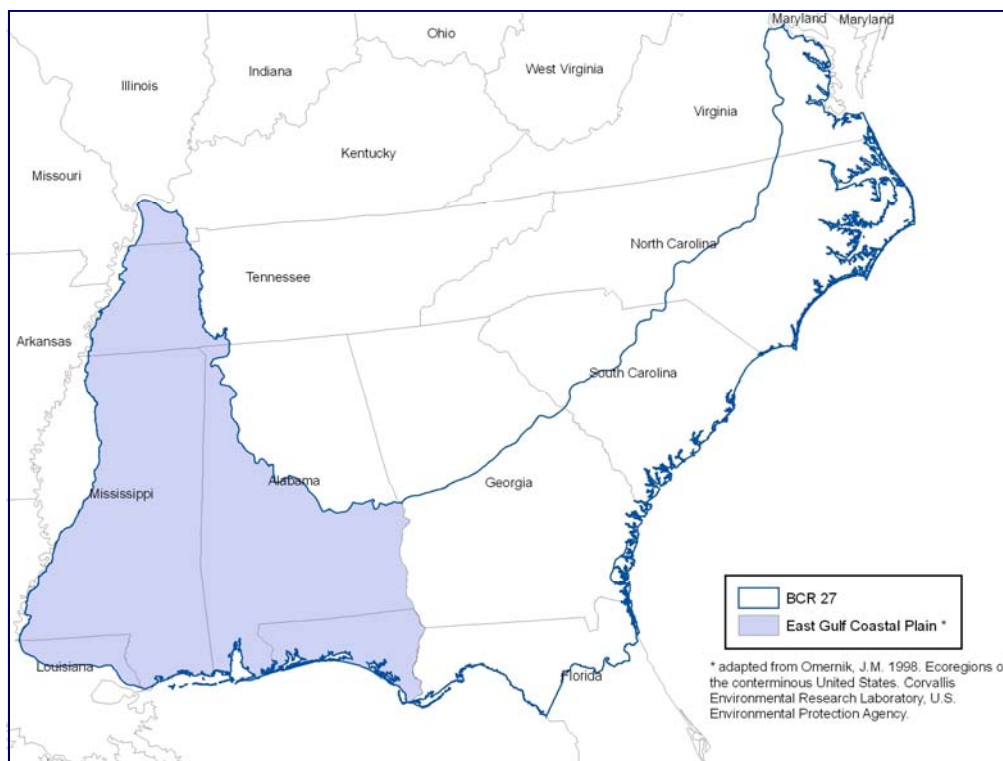 Maryland
Maryland
Ohio
West Virginia
Indiana
Illinois
Virginia
Kentucky
Missouri
North Carolina
Tennessee
Arkansas
South Carolina
Alabama
Georgia
Mississippi
Louisiana
Florida
BCR 27
East Gulf Coastal Plain *
* adapted from Omernik, J.M. 1998. Ecoregions o
the conterminous United States. Corvallis
Environmental Research Laboratory, U.S.
Environmental Protection Agency.